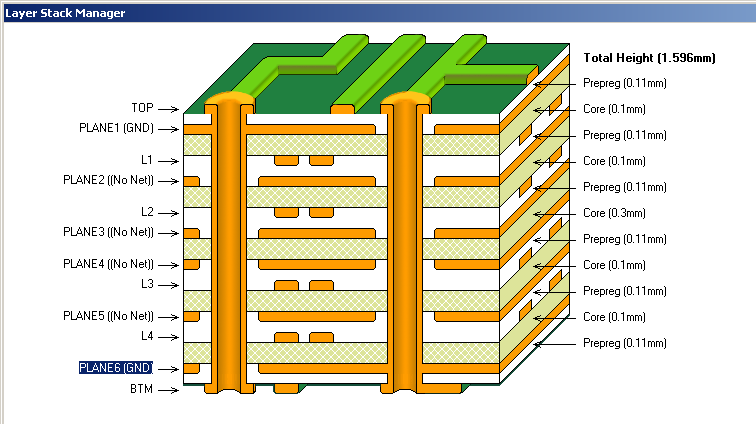 Layer Stack Manager
Total Height (1.596mm)
TOP
Prepreg (0.11mm)
PLANE1 (GND)
Core (0.1mm)
Prepreg (0.11mm)
L1
Core (0.1mm)
PLANE2 ((No Net))
Prepreg (0.11mm)
L2
Core (0.3mm)
PLANE3 ((No Net))
Prepreg (0.11mm)
PLANE4 ((No Net))
Core (0.1mm)
L3
Prepreg (0.11mm)
PLANE5 ((No Net))
Core (0.1mm)
L4
Prepreg (0.11mm)
PLANE6 (GND)
BTM